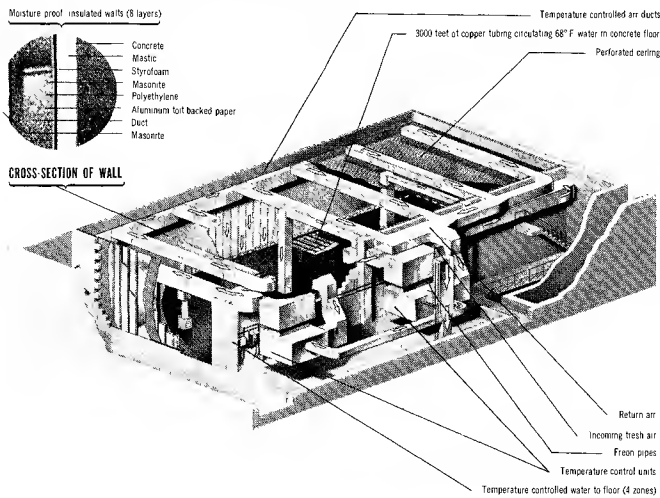 Moisture proof insulated walls (8 layers)
Concrete
Mastic
Styrofoam
Masonite
Polyethylene
Aluminum foil backed paper
Duct
Masonite
CROSS-SECTION OF WALL
Temperature controlled air ducts
3000 feet of copper tubing circulating 68° F water in concrete floor
Perforated ceiling
Return air
Incoming fresh air
Freon pipes
Temperature control units
Temperature controlled water to floor (4 zones)